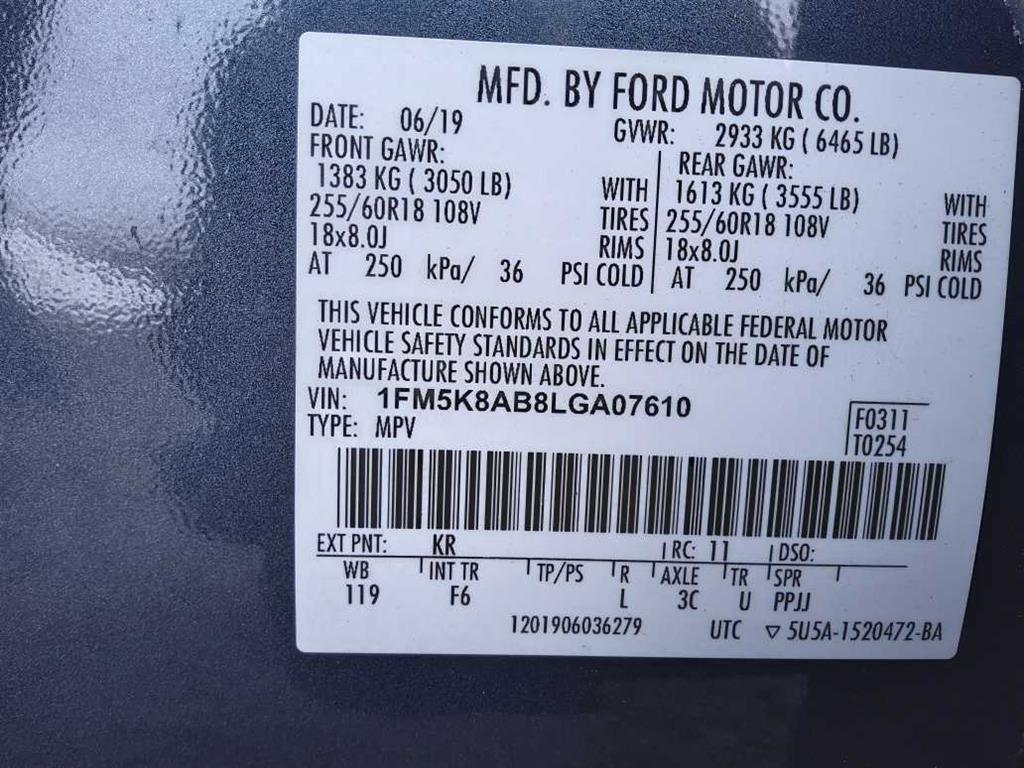 MFD. BY FORD MOTOR CO.
DATE: 06/19 GVWR: 2933 KG ( 6465 LB)
FRONT GAWR: REAR GAWR:
1383 KG ( 3050 LB) WITH 1613 KG ( 3555 LB) WITH
255/60R18 108V TIRES 255/60R18 108V TIRES
18x8.0J RIMS 18x8.0J RIMS
AT 250 kPa/ 36 PSI COLD AT 250 kPa/ 36 PSI COLD
THIS VEHICLE CONFORMS TO ALL APPLICABLE FEDERAL MOTOR
VEHICLE SAFETY STANDARDS IN EFFECT ON THE DATE OF
MANUFACTURE SHOWN ABOVE.
VIN: 1FM5K8AB8LGA07610
TYPE: MPV
F0311
T0254
EXT PNT: KR RC: 11 DSO:
WB INT TR TP/PS R AXLE TR SPR
119 F6 L 3C U PPJJ
1201906036279 UTC ▽ 5U5A-1520472-BA